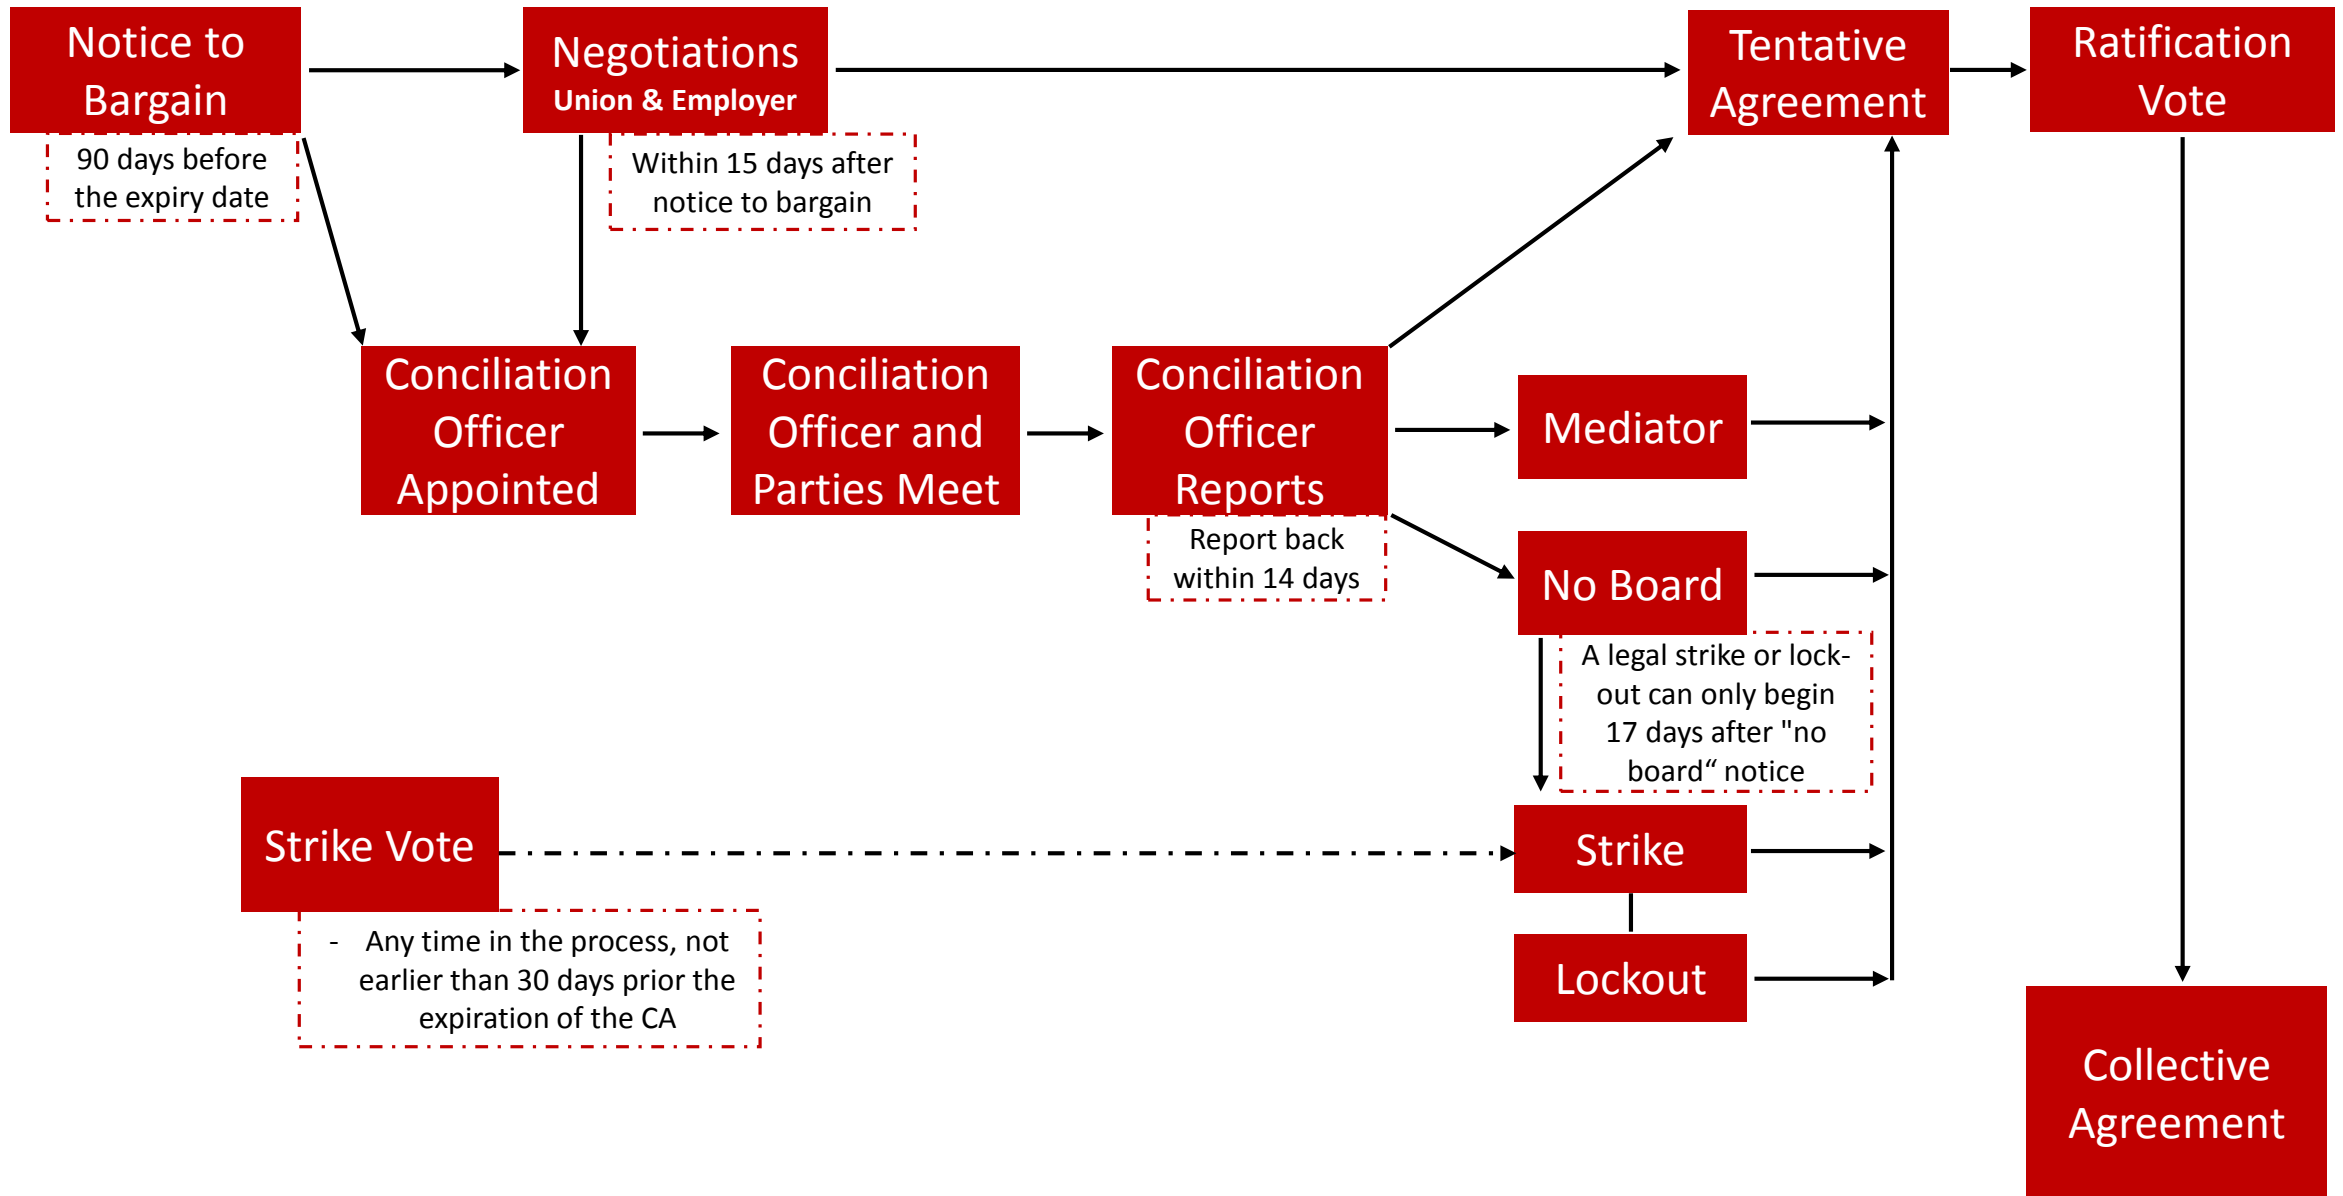 Notice to
Bargain
90 days before
the expiry date
Negotiations
Union & Employer
Within 15 days after
notice to bargain
Tentative
Agreement
Ratification
Vote
Conciliation
Officer
Appointed
Conciliation
Officer and
Parties Meet
Conciliation
Officer
Reports
Report back
within 14 days
Mediator
No Board
A legal strike or lock-
out can only begin
17 days after "no
board“ notice
Strike Vote
- Any time in the process, not
earlier than 30 days prior the
expiration of the CA
Strike
Lockout
Collective
Agreement